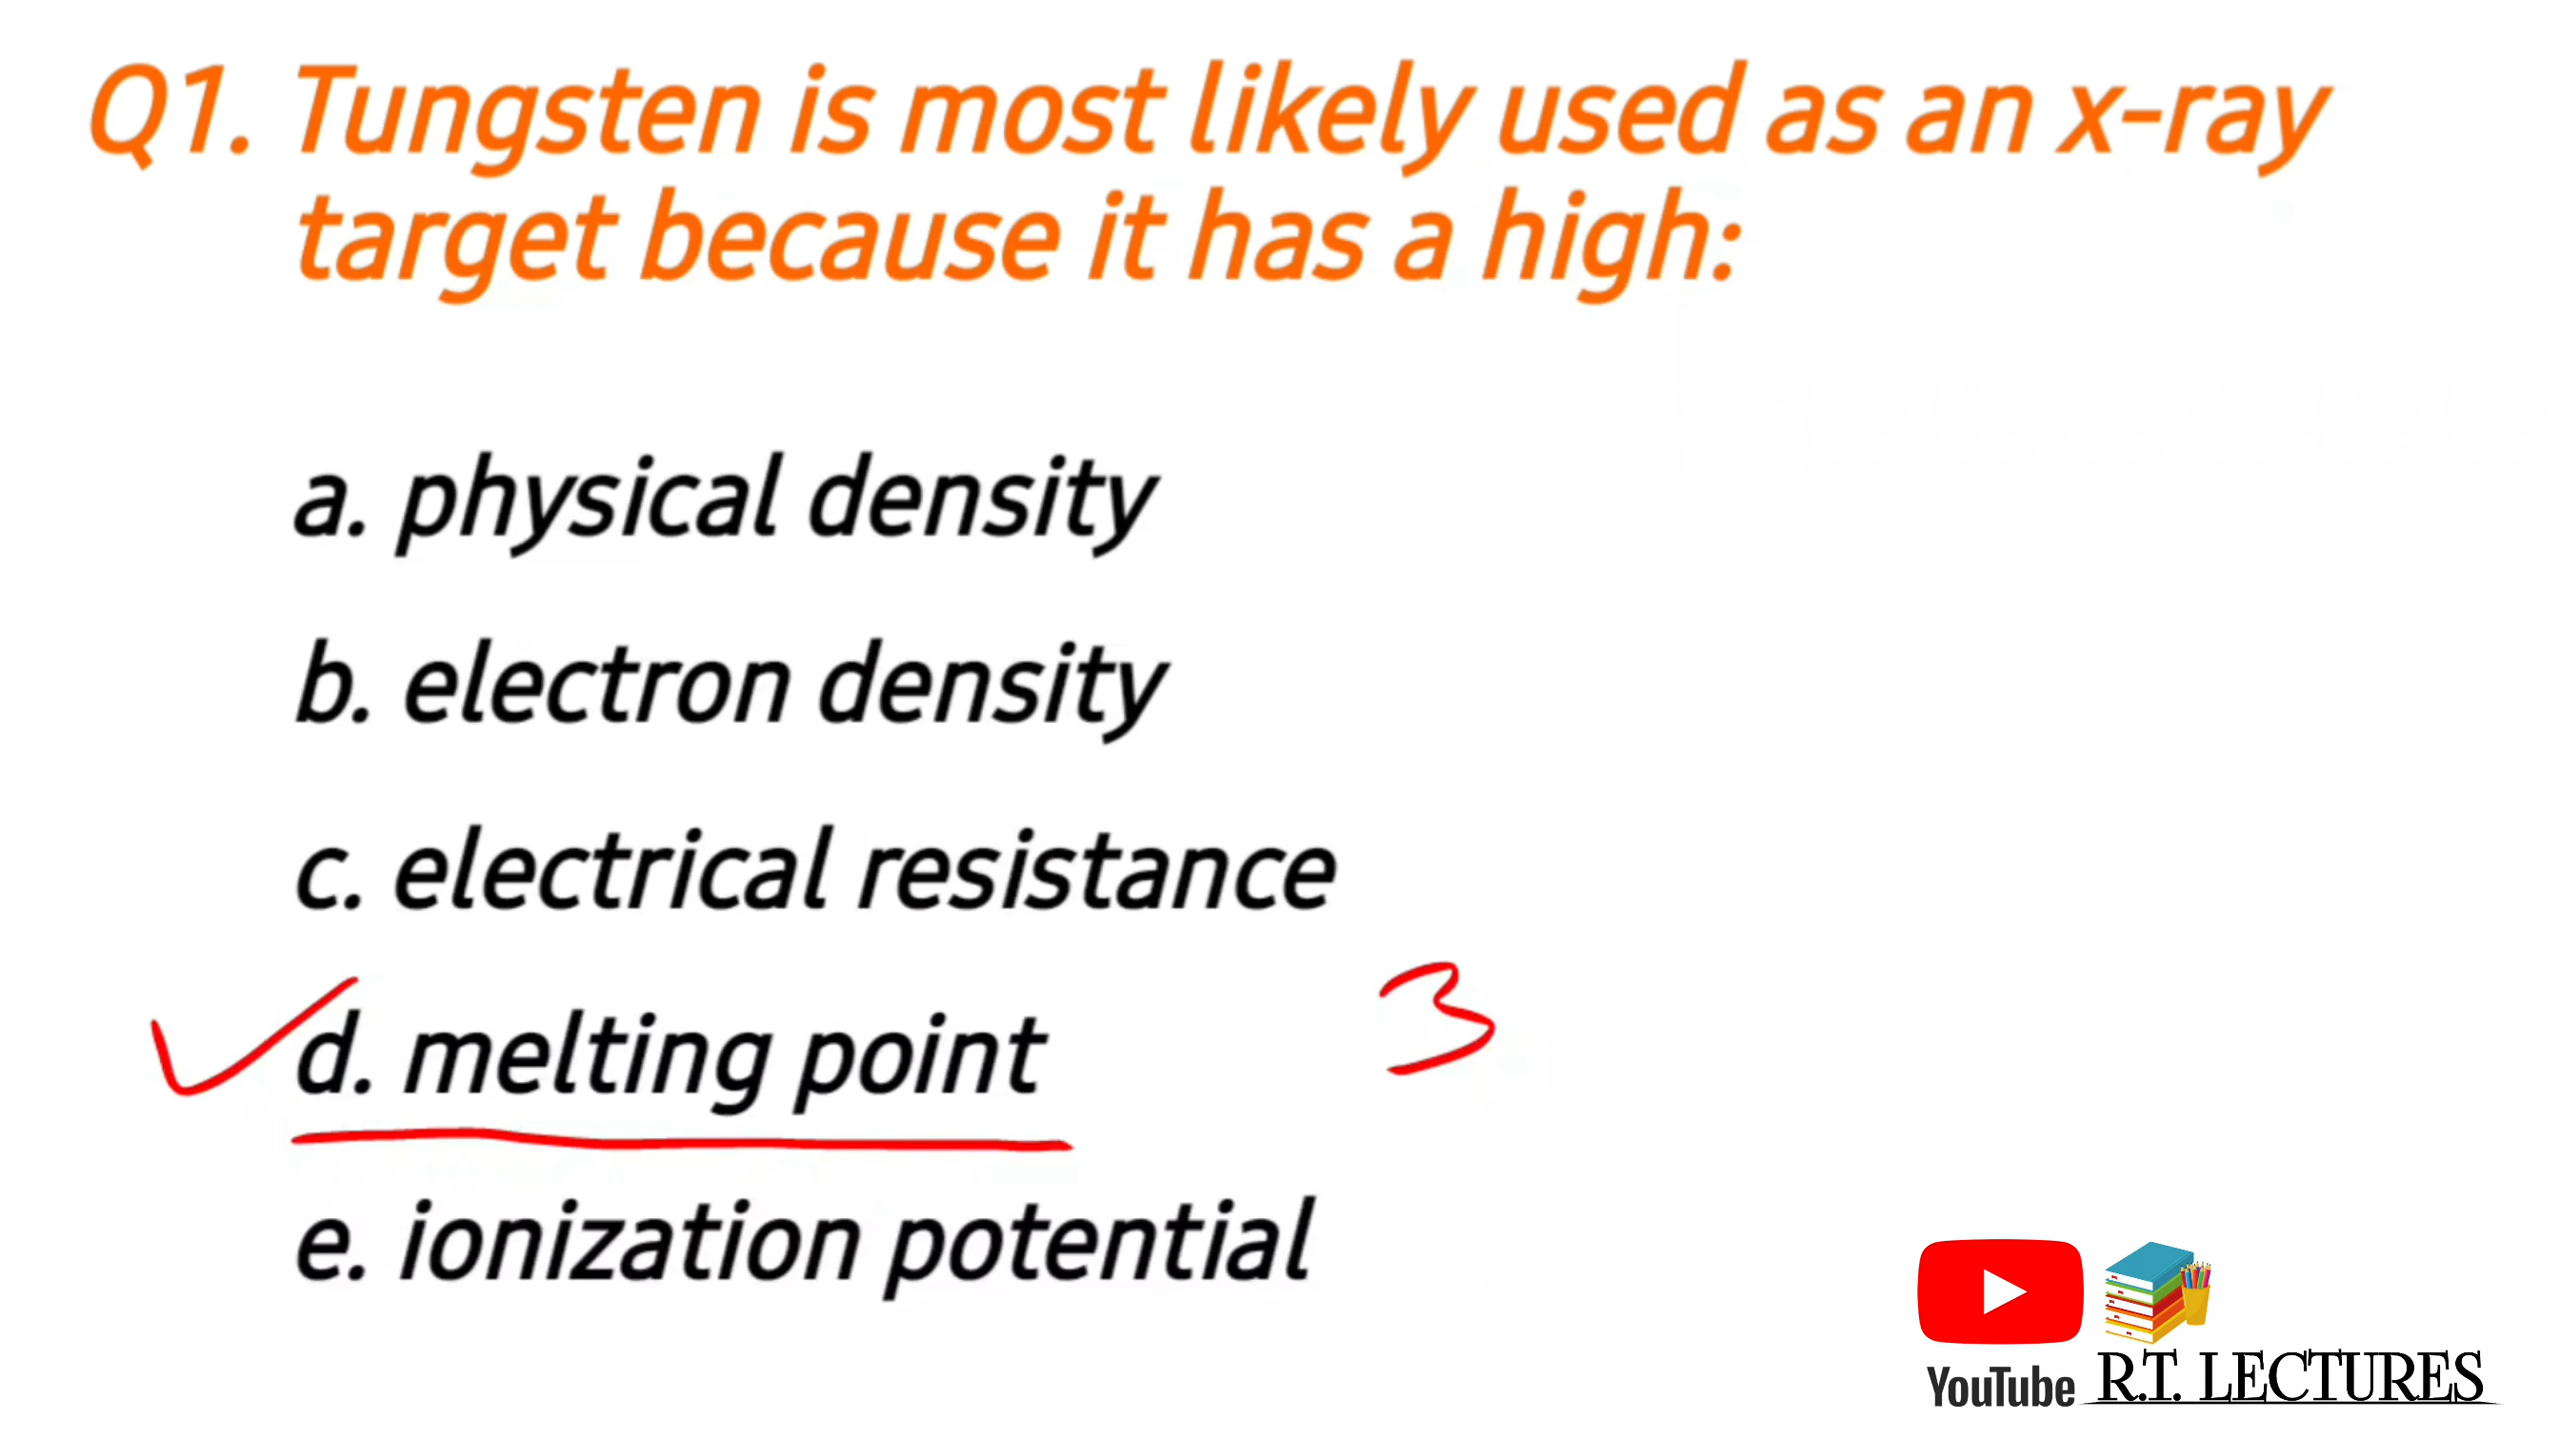 Q1. Tungsten is most likely used as an x-ray
target because it has a high:
a. physical density
b. electron density
c. electrical resistance
d. melting point
3
e. ionization potential
YouTube R.T. LECTURES